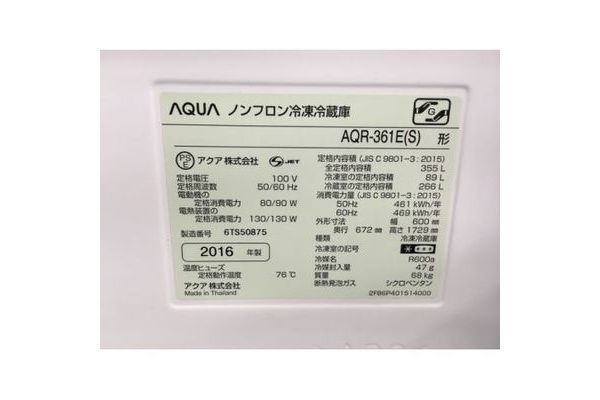 AQUA ノンフロン冷凍冷蔵庫
AQR-361E(S) 形
PS
E
アクア株式会社 JET
定格電圧 100 V
定格周波数 50/60 Hz
電動機の
定格消費電力 80/90 W
電熱装置の
定格消費電力 130/130 W
製造番号 6TS50875
2016 年製
温度ヒューズ
定格動作温度 76℃
アクア株式会社
Made in Thailand
G
定格内容積 (JIS C 9801-3:2015)
全定格内容積 355 L
冷凍室の定格内容積 89 L
冷蔵室の定格内容積 266 L
消費電力量 (JIS C 9801-3:2015)
50Hz 461 kWh/年
60Hz 469 kWh/年
外形寸法 幅 600 mm
奥行 672 mm 高さ 1729 mm
種類 冷凍冷蔵庫
冷凍室の記号
冷媒名 R600a
冷媒封入量 47 g
質量 68 kg
断熱発泡ガス シクロペンタン
2FB6P401514000